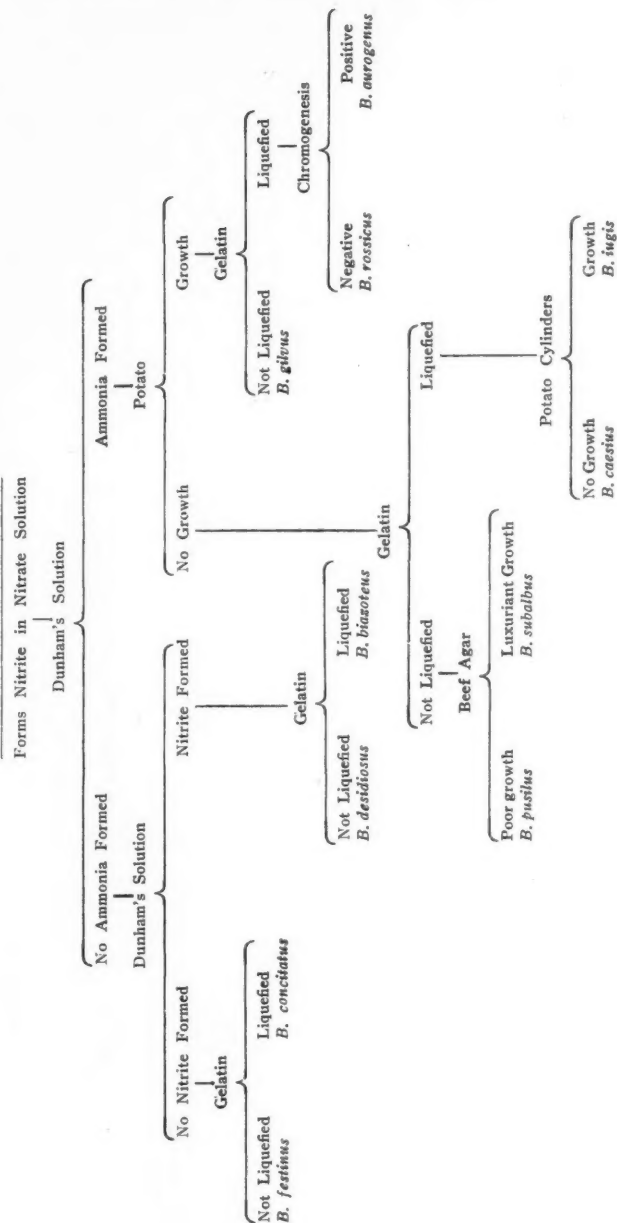 Forms Nitrite in Nitrate Solution
Dunham's Solution
No Ammonia Formed
Dunham's Solution
No Nitrite Formed
Gelatin
Not Liquefied
B. festinus
Liquefied
B. concitatus
Nitrite Formed
Gelatin
Not Liquefied
B. desidiosus
Liquefied
B. biazoteus
Ammonia Formed
Potato
No Growth
Gelatin
Not Liquefied
Beef Agar
Poor growth
B. pusilus
Luxuriant Growth
B. subalbus
Liquefied
Potato Cylinders
No Growth
B. caesius
Growth
B. iugis
Growth
Gelatin
Not Liquefied
B. gilvus
Liquefied
Chromogenesis
Negative
B. rossicus
Positive
B. aurogenus